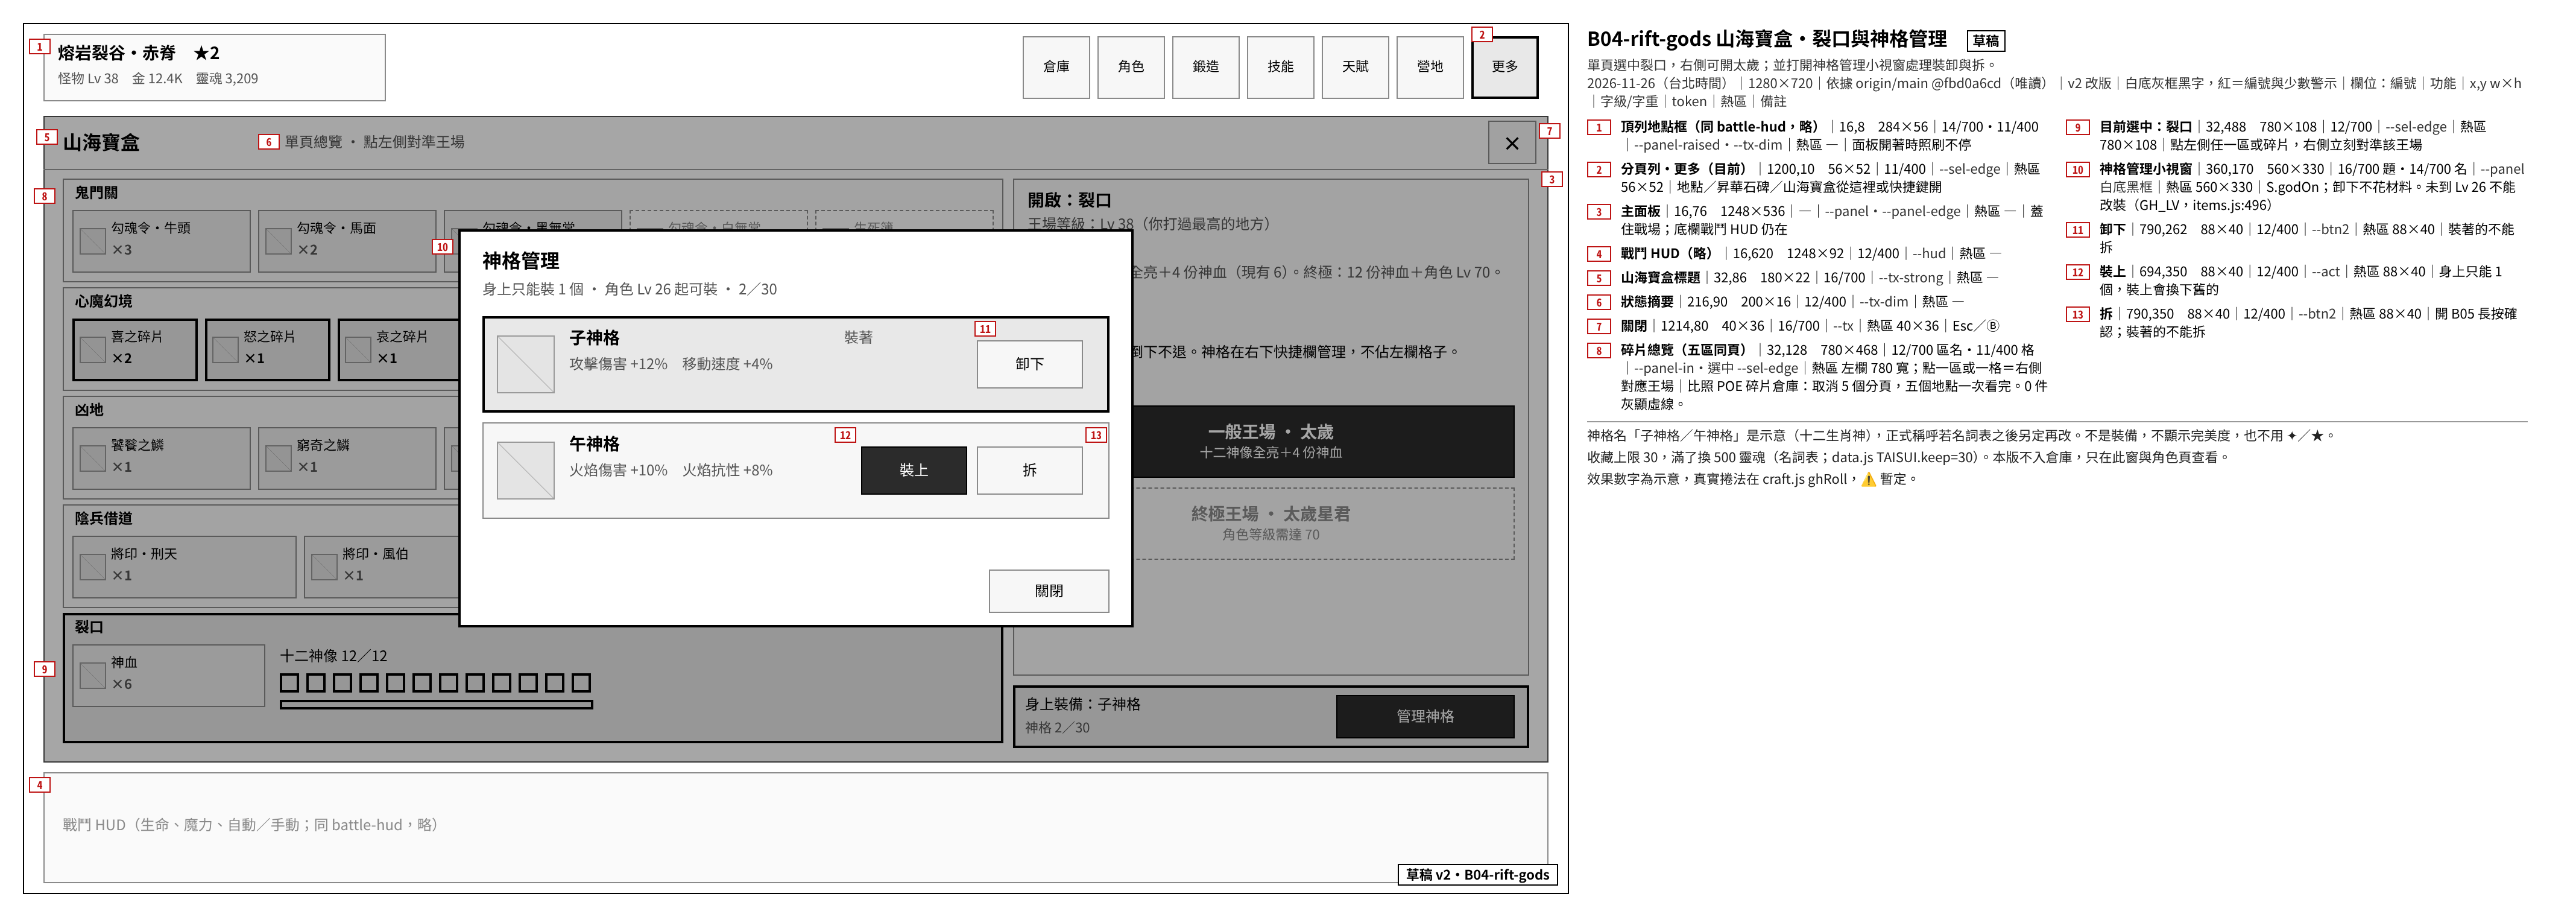 1
熔岩裂谷・赤脊 ★2
怪物 Lv 38 金 12.4K 靈魂 3,209
倉庫
角色
鍛造
技能
天賦
營地
2
更多
5
山海寶盒
6
單頁總覽 ・ 點左側對準王場
7
×
8
鬼門關
勾魂令・牛頭
×3
勾魂令・馬面
×2
勾魂令・黑無常
勾魂令・白無常
生死簿
心魔幻境
喜之碎片
×2
怒之碎片
×1
哀之碎片
×1
凶地
饕餮之鱗
×1
窮奇之鱗
×1
陰兵借道
將印・刑天
×1
將印・風伯
×1
9
裂口
神血
×6
十二神像 12／12
3
開啟：裂口
王場等級：Lv 38（你打過最高的地方）
全亮＋4 份神血（現有 6）。終極：12 份神血＋角色 Lv 70。
倒下不退。神格在右下快捷欄管理，不佔左欄格子。
一般王場 ・ 太歲
十二神像全亮＋4 份神血
終極王場 ・ 太歲星君
角色等級需達 70
身上裝備：子神格
神格 2／30
管理神格
10
神格管理
身上只能裝 1 個 ・ 角色 Lv 26 起可裝 ・ 2／30
子神格
攻擊傷害 +12% 移動速度 +4%
裝著
11
卸下
午神格
火焰傷害 +10% 火焰抗性 +8%
12
裝上
13
拆
關閉
4
戰鬥 HUD（生命、魔力、自動／手動；同 battle-hud，略）
草稿 v2・B04-rift-gods
B04-rift-gods 山海寶盒・裂口與神格管理 草稿
單頁選中裂口，右側可開太歲；並打開神格管理小視窗處理裝卸與拆。
2026-11-26（台北時間）｜1280×720｜依據 origin/main @fbd0a6cd（唯讀）｜v2 改版｜白底灰框黑字，紅＝編號與少數警示｜欄位：編號｜功能｜x,y w×h
｜字級/字重｜token｜熱區｜備註
1 頂列地點框（同 battle-hud，略）｜16,8 284×56｜14/700・11/400
｜--panel-raised・--tx-dim｜熱區 —｜面板開著時照刷不停
2 分頁列・更多（目前）｜1200,10 56×52｜11/400｜--sel-edge｜熱區
56×52｜地點／昇華石碑／山海寶盒從這裡或快捷鍵開
3 主面板｜16,76 1248×536｜—｜--panel・--panel-edge｜熱區 —｜蓋
住戰場；底欄戰鬥 HUD 仍在
4 戰鬥 HUD（略）｜16,620 1248×92｜12/400｜--hud｜熱區 —
5 山海寶盒標題｜32,86 180×22｜16/700｜--tx-strong｜熱區 —
6 狀態摘要｜216,90 200×16｜12/400｜--tx-dim｜熱區 —
7 關閉｜1214,80 40×36｜16/700｜--tx｜熱區 40×36｜Esc／Ⓑ
8 碎片總覽（五區同頁）｜32,128 780×468｜12/700 區名・11/400 格
｜--panel-in・選中 --sel-edge｜熱區 左欄 780 寬；點一區或一格＝右側
對應王場｜比照 POE 碎片倉庫：取消 5 個分頁，五個地點一次看完。0 件
灰顯虛線。
9 目前選中：裂口｜32,488 780×108｜12/700｜--sel-edge｜熱區
780×108｜點左側任一區或碎片，右側立刻對準該王場
10 神格管理小視窗｜360,170 560×330｜16/700 題・14/700 名｜--panel
白底黑框｜熱區 560×330｜S.godOn；卸下不花材料。未到 Lv 26 不能
改裝（GH_LV，items.js:496）
11 卸下｜790,262 88×40｜12/400｜--btn2｜熱區 88×40｜裝著的不能
拆
12 裝上｜694,350 88×40｜12/400｜--act｜熱區 88×40｜身上只能 1
個，裝上會換下舊的
13 拆｜790,350 88×40｜12/400｜--btn2｜熱區 88×40｜開 B05 長按確
認；裝著的不能拆
神格名「子神格／午神格」是示意（十二生肖神），正式稱呼若名詞表之後另定再改。不是裝備，不顯示完美度，也不用 ✦／★。
收藏上限 30，滿了換 500 靈魂（名詞表；data.js TAISUI.keep=30）。本版不入倉庫，只在此窗與角色頁查看。
效果數字為示意，真實捲法在 craft.js ghRoll，⚠️ 暫定。